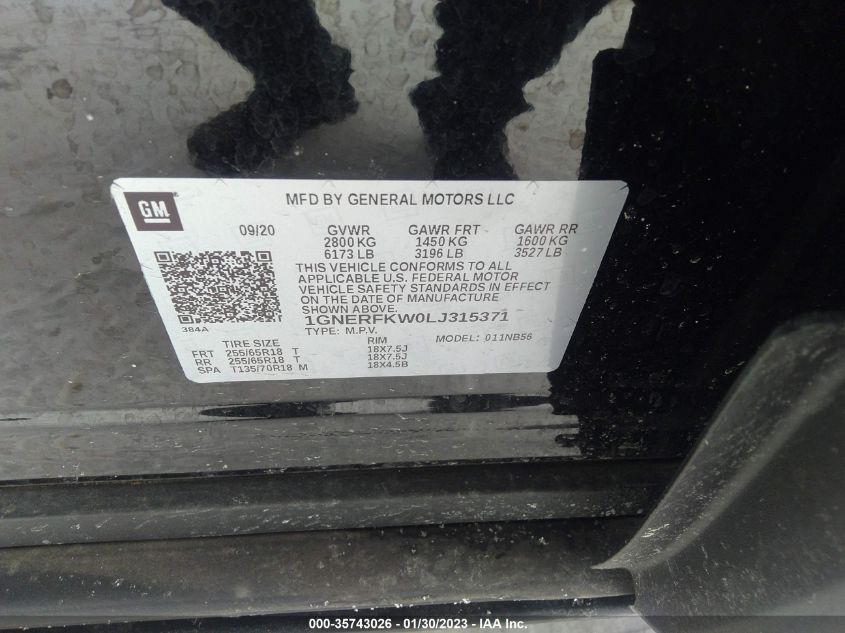 GM
MFD BY GENERAL MOTORS LLC
09/20 GVWR GAWR FRT GAWR RR
2800 KG 1450 KG 1600 KG
6173 LB 3196 LB 3527 LB
THIS VEHICLE CONFORMS TO ALL
APPLICABLE U.S. FEDERAL MOTOR
VEHICLE SAFETY STANDARDS IN EFFECT
ON THE DATE OF MANUFACTURE
SHOWN ABOVE.
384A 1GNERFKW0LJ315371
TYPE: M.P.V. MODEL: 011NB56
TIRE SIZE RIM
FRT 255/65R18 T 18X7.5J
RR 255/65R18 T 18X7.5J
SPA T135/70R18 M 18X4.5B
000-35743026 - 01/30/2023 - IAA Inc.